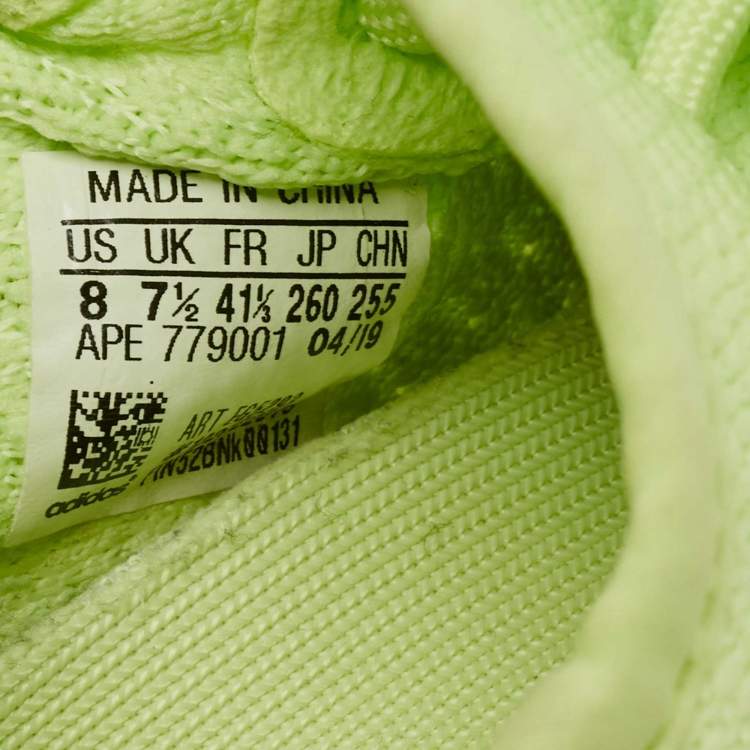 MADE IN CHINA
US UK FR JP CHN
8 7½ 41⅓ 260 255
APE 779001 04/19
ART
adidas